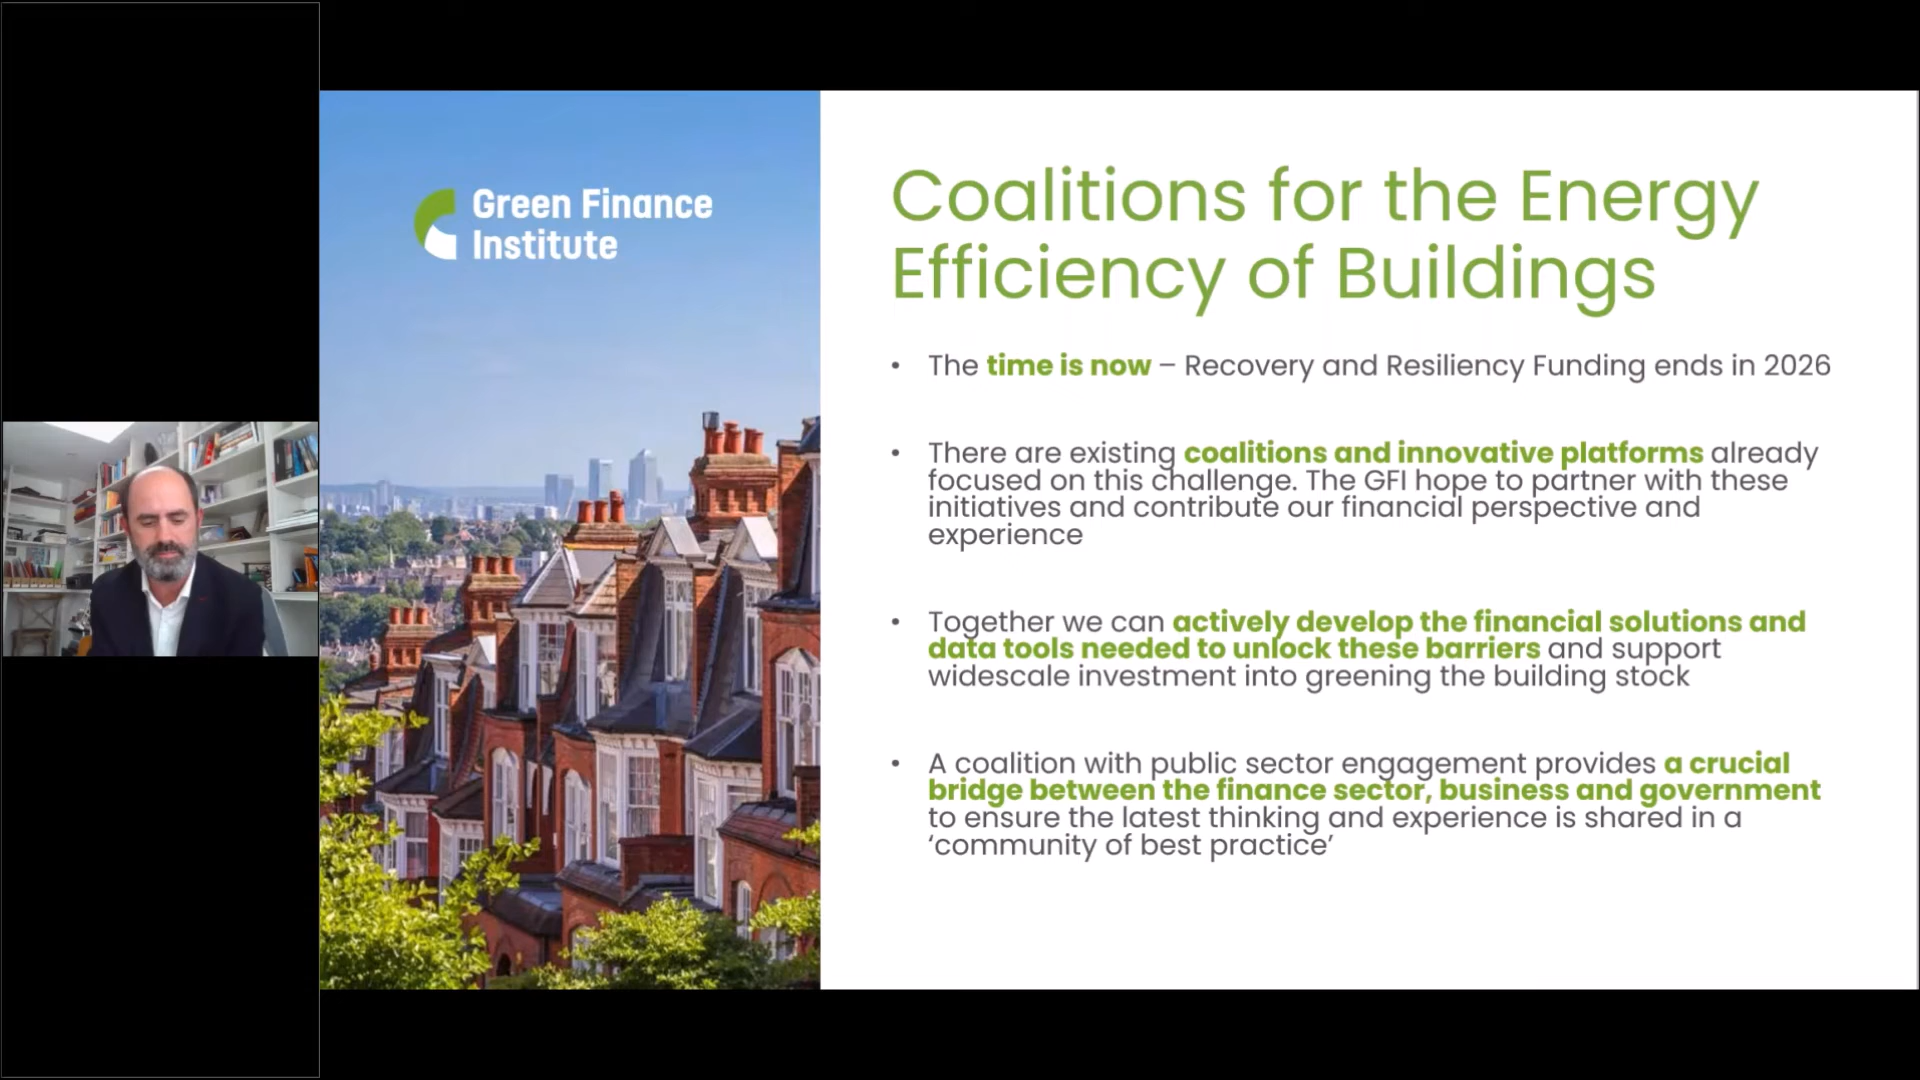 Green Finance
Institute
Coalitions for the Energy
Efficiency of Buildings
• The time is now – Recovery and Resiliency Funding ends in 2026
• There are existing coalitions and innovative platforms already
focused on this challenge. The GFI hope to partner with these
initiatives and contribute our financial perspective and
experience
• Together we can actively develop the financial solutions and
data tools needed to unlock these barriers and support
widescale investment into greening the building stock
• A coalition with public sector engagement provides a crucial
bridge between the finance sector, business and government
to ensure the latest thinking and experience is shared in a
‘community of best practice’